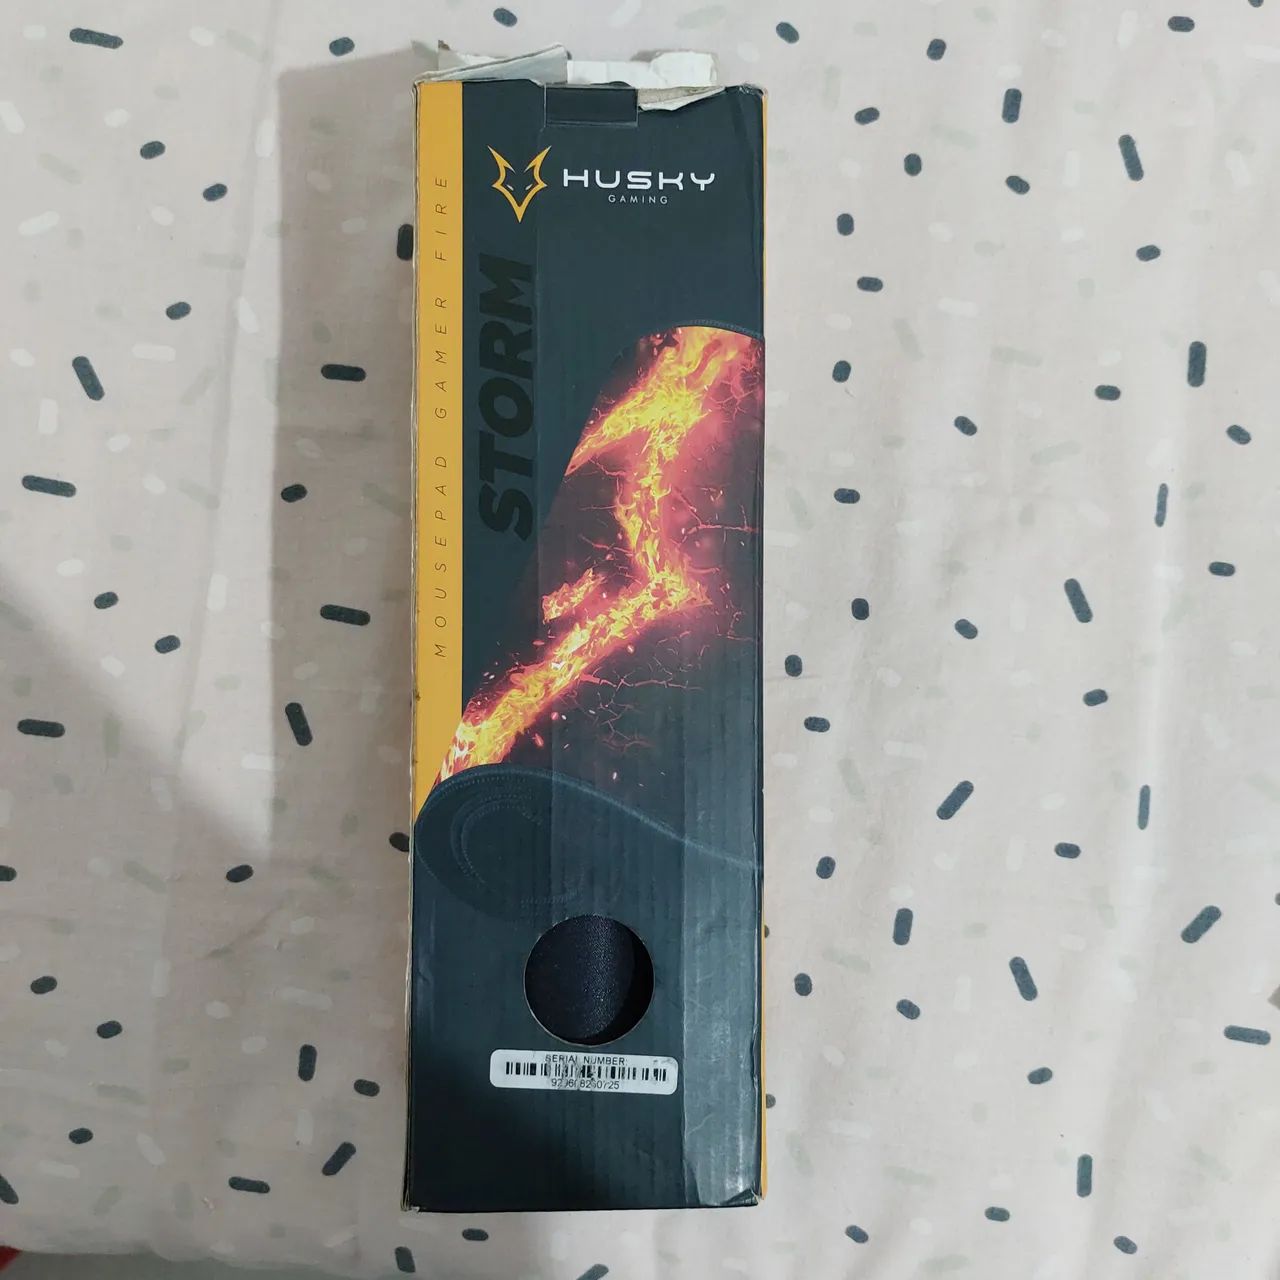 HUSKY
GAMING
MOUSEPAD GAMER FIRE
STORM
SERIAL NUMBER: